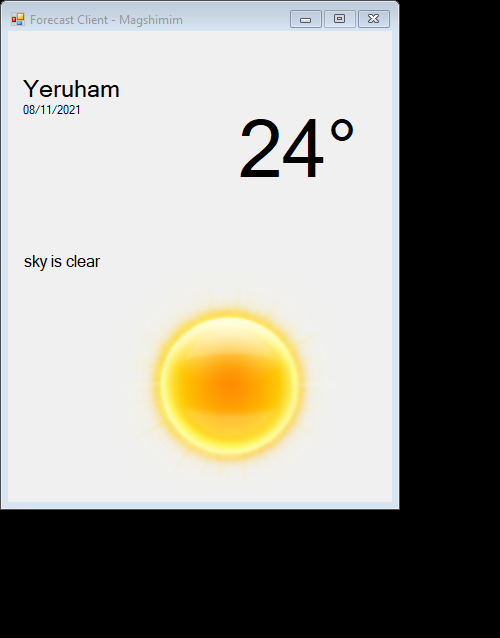 Forecast Client - Magshimim
Yeruham
08/11/2021
24°
sky is clear